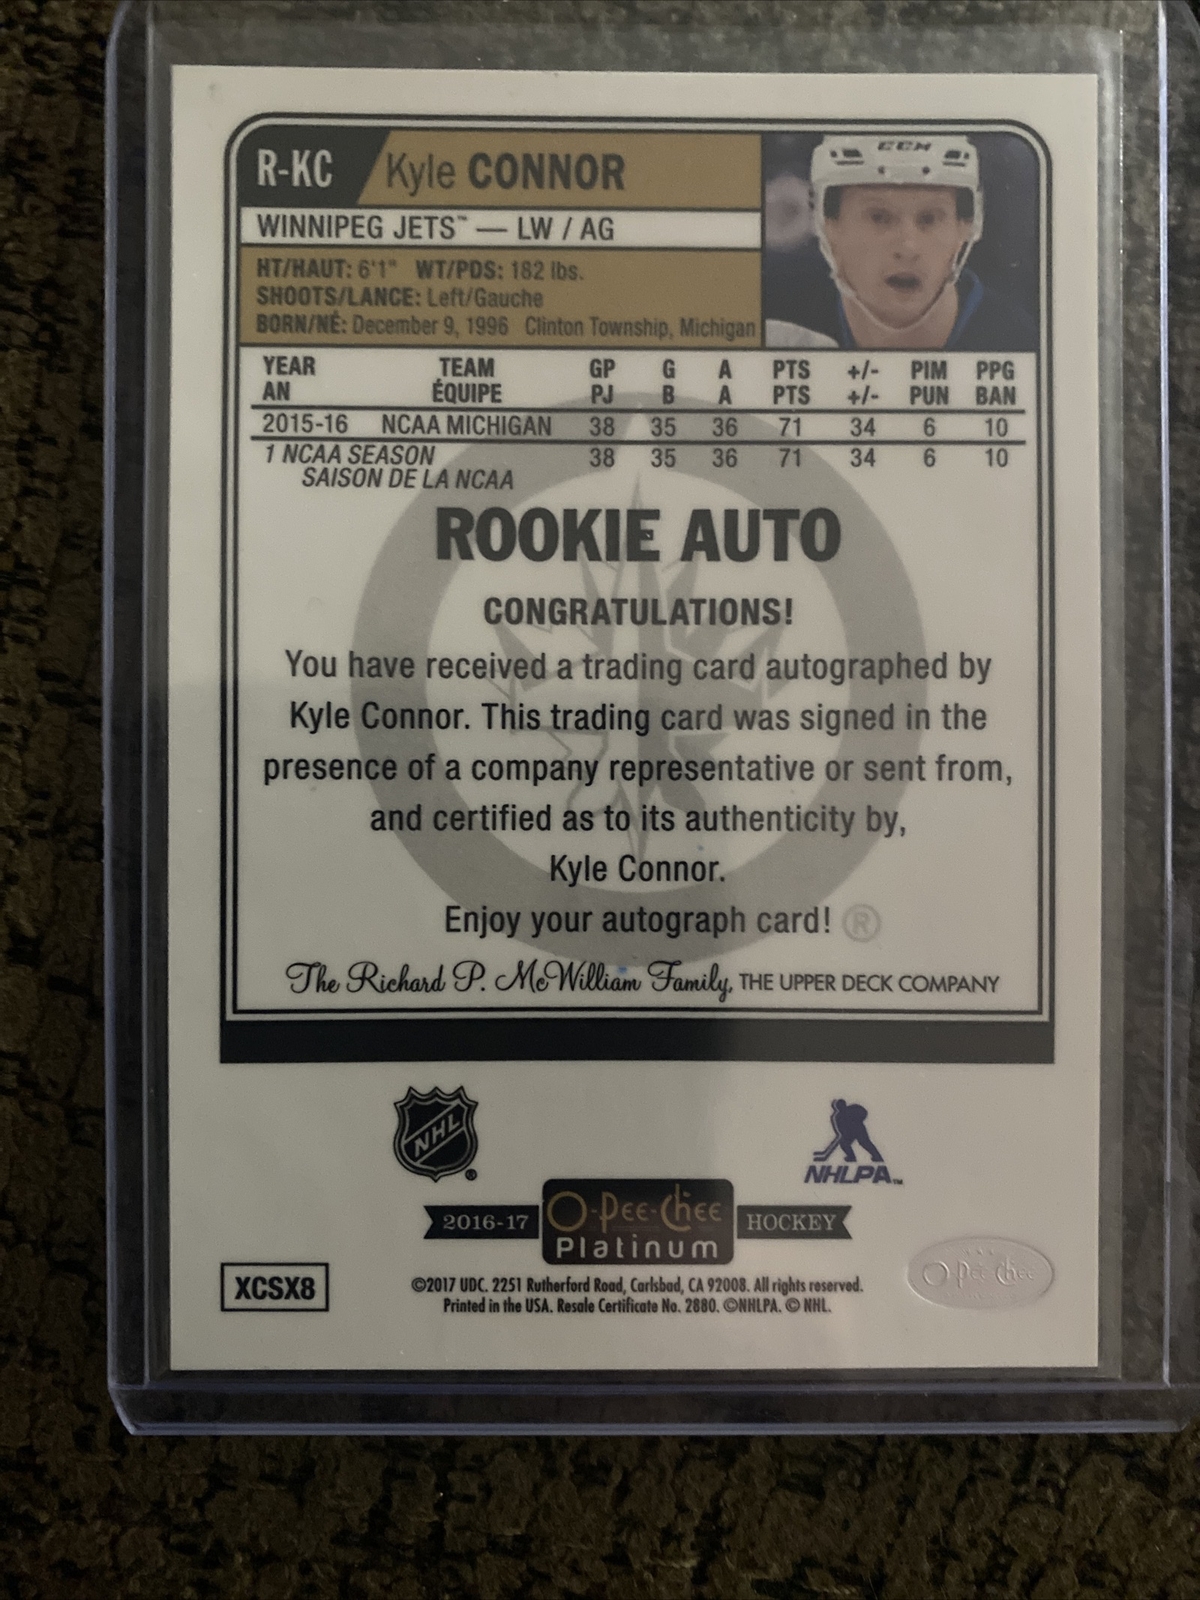 CCM
R-KC Kyle CONNOR
WINNIPEG JETS™ — LW / AG
HT/HAUT: 6'1" WT/PDS: 182 lbs.
SHOOTS/LANCE: Left/Gauche
BORN/NÉ: December 9, 1996 Clinton Township, Michigan
YEAR TEAM GP G A PTS +/- PIM PPG
AN ÉQUIPE PJ B A PTS +/- PUN BAN
2015-16 NCAA MICHIGAN 38 35 36 71 34 6 10
1 NCAA SEASON 38 35 36 71 34 6 10
SAISON DE LA NCAA
ROOKIE AUTO
CONGRATULATIONS!
You have received a trading card autographed by
Kyle Connor. This trading card was signed in the
presence of a company representative or sent from,
and certified as to its authenticity by,
Kyle Connor.
Enjoy your autograph card! ®
The Richard P. McWilliam Family, THE UPPER DECK COMPANY
NHL ®
NHLPA™
2016-17 O-Pee-Chee HOCKEY
Platinum
O-Pee-Chee
XCSX8
©2017 UDC. 2251 Rutherford Road, Carlsbad, CA 92008. All rights reserved.
Printed in the USA. Resale Certificate No. 2880. ©NHLPA. © NHL.